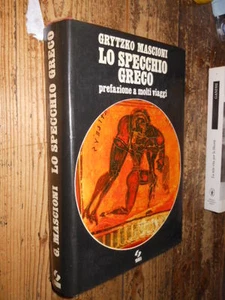 GRYTZKO MASCIONI
LO SPECCHIO
GRECO
prefazione a molti viaggi
G. MASCIONI LO SPECCHIO GRECO